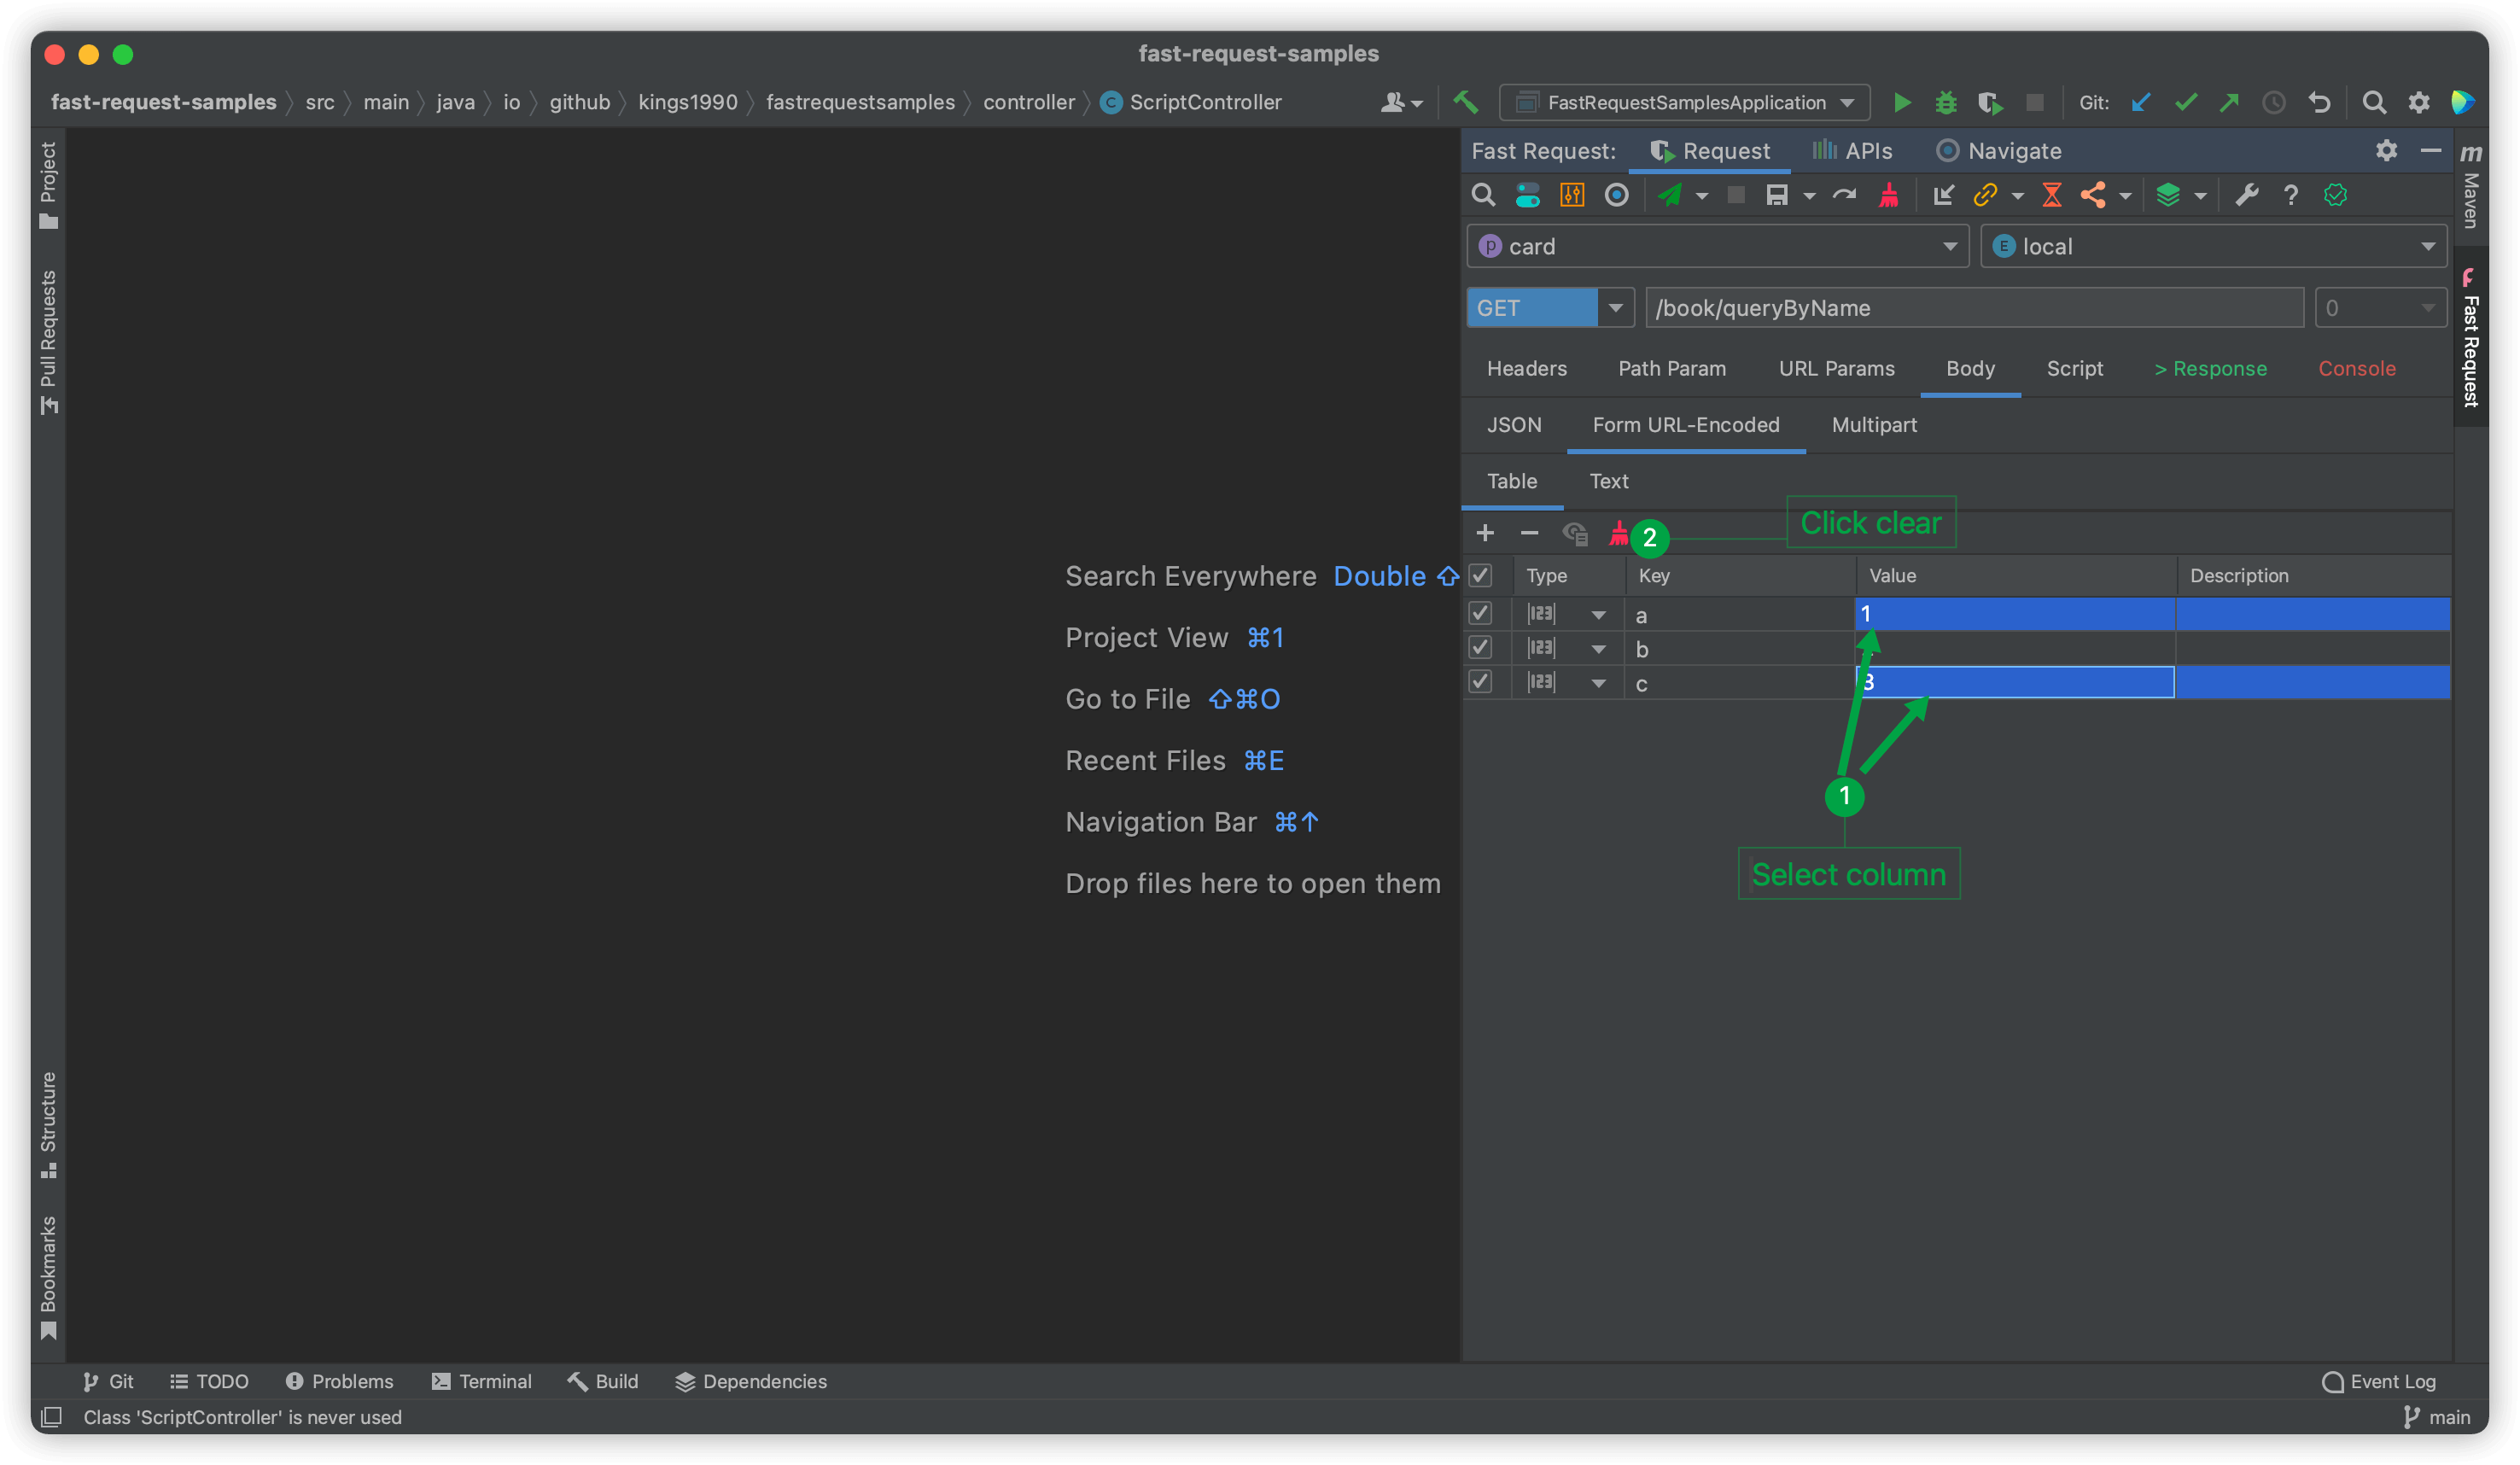 fast-request-samples
fast-request-samples src main java io github kings1990 fastrequestsamples controller C ScriptController FastRequestSamplesApplication Git:
Project
Pull Requests
Structure
Bookmarks
Search Everywhere Double ⇧
Project View ⌘1
Go to File ⇧⌘O
Recent Files ⌘E
Navigation Bar ⌘↑
Drop files here to open them
Fast Request: Request APIs Navigate
p card E local
GET /book/queryByName 0
Headers Path Param URL Params Body Script > Response Console
JSON Form URL-Encoded Multipart
Table Text
2 Click clear
Type Key Value Description
123 a 1
123 b
123 c 3
1
Select column
m Maven
Fast Request
Git TODO Problems Terminal Build Dependencies Event Log
Class 'ScriptController' is never used main